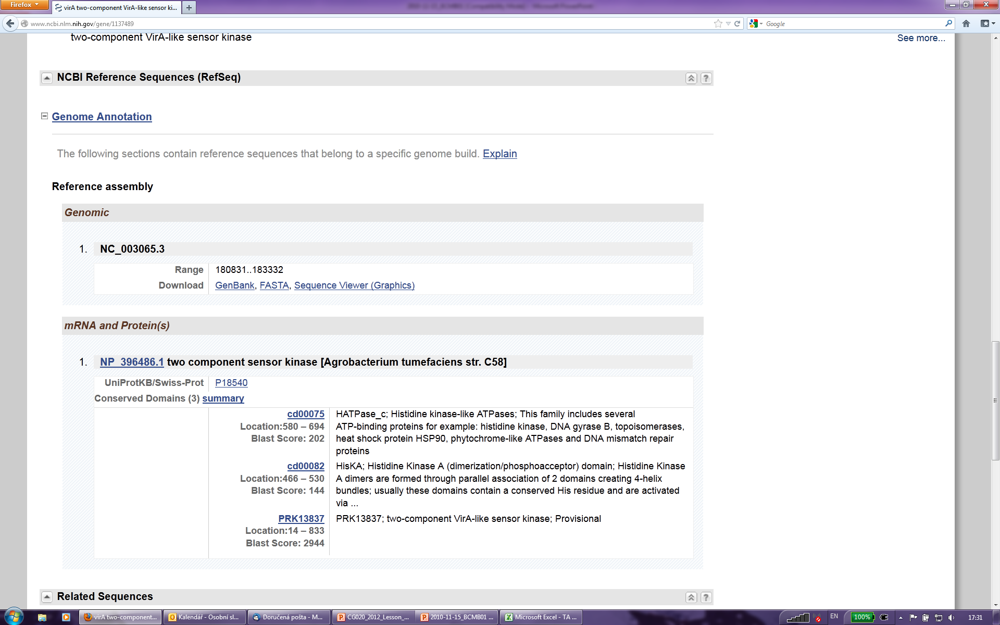 Firefox
virA two-component VirA-like sensor ki...
www.ncbi.nlm.nih.gov/gene/1137489
Google
two-component VirA-like sensor kinase
See more...
NCBI Reference Sequences (RefSeq)
?
Genome Annotation
The following sections contain reference sequences that belong to a specific genome build. Explain
Reference assembly
Genomic
1. NC_003065.3
Range 180831..183332
Download GenBank, FASTA, Sequence Viewer (Graphics)
mRNA and Protein(s)
1. NP_396486.1 two component sensor kinase [Agrobacterium tumefaciens str. C58]
UniProtKB/Swiss-Prot P18540
Conserved Domains (3) summary
cd00075 HATPase_c; Histidine kinase-like ATPases; This family includes several
Location:580 – 694 ATP-binding proteins for example: histidine kinase, DNA gyrase B, topoisomerases,
Blast Score: 202 heat shock protein HSP90, phytochrome-like ATPases and DNA mismatch repair
proteins
cd00082 HisKA; Histidine Kinase A (dimerization/phosphoacceptor) domain; Histidine Kinase
Location:466 – 530 A dimers are formed through parallel association of 2 domains creating 4-helix
Blast Score: 144 bundles; usually these domains contain a conserved His residue and are activated
via ...
PRK13837 PRK13837; two-component VirA-like sensor kinase; Provisional
Location:14 – 833
Blast Score: 2944
Related Sequences
?
virA two-component... Kalendář - Osobní sl... Doručená pošta - M... CG020_2012_Lesson_... 2010-11-15_BCMB01 ... Microsoft Excel - TA ... EN 100% 17:31